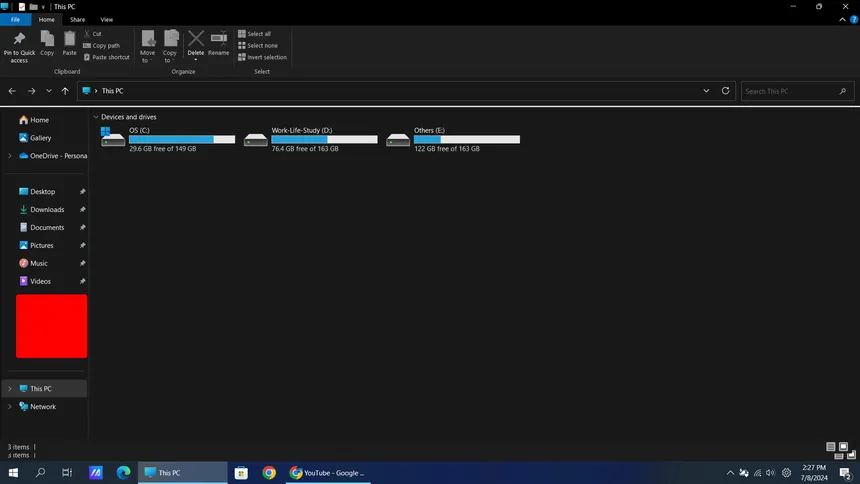 This PC
File
Home
Share
View
Pin to Quick access
Copy
Paste
Cut
Copy path
Paste shortcut
Clipboard
Move to
Copy to
Delete
Rename
Organize
Select all
Select none
Invert selection
Select
This PC
Search This PC
Home
Gallery
OneDrive - Persona
Desktop
Downloads
Documents
Pictures
Music
Videos
This PC
Network
Devices and drives
OS (C:)
29.6 GB free of 149 GB
Work-Life-Study (D:)
76.4 GB free of 163 GB
Others (E:)
122 GB free of 163 GB
3 items
3 items
This PC
YouTube - Google ...
2:27 PM
7/8/2024
2